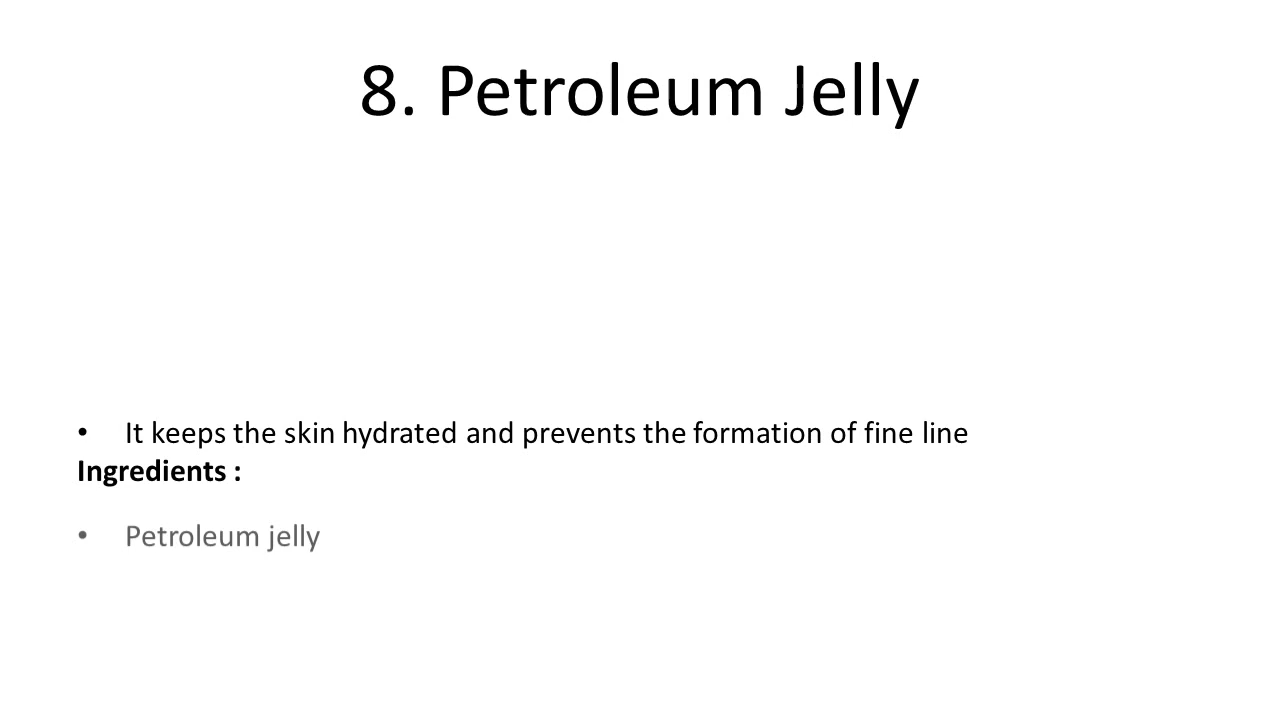 8. Petroleum Jelly
• It keeps the skin hydrated and prevents the formation of fine line
Ingredients :
• Petroleum jelly